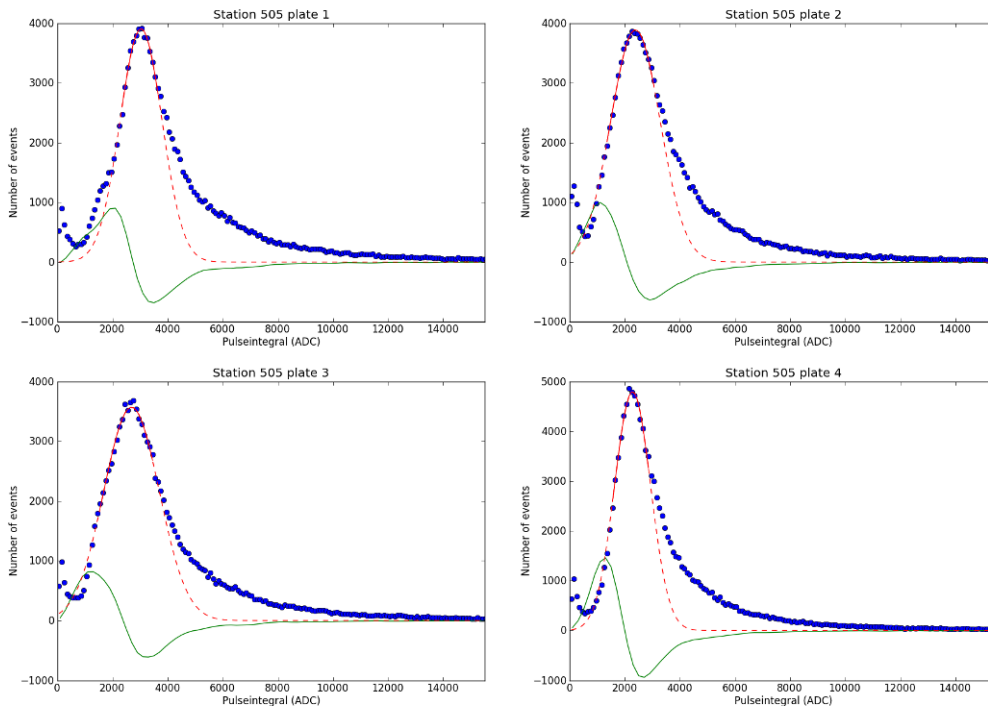 Station 505 plate 1
4000
3000
2000
1000
0
−1000
0 2000 4000 6000 8000 10000 12000 14000
Pulseintegral (ADC)
Number of events
Station 505 plate 2
4000
3000
2000
1000
0
−1000
0 2000 4000 6000 8000 10000 12000 14000
Pulseintegral (ADC)
Number of events
Station 505 plate 3
4000
3000
2000
1000
0
−1000
0 2000 4000 6000 8000 10000 12000 14000
Pulseintegral (ADC)
Number of events
Station 505 plate 4
5000
4000
3000
2000
1000
0
−1000
0 2000 4000 6000 8000 10000 12000 14000
Pulseintegral (ADC)
Number of events